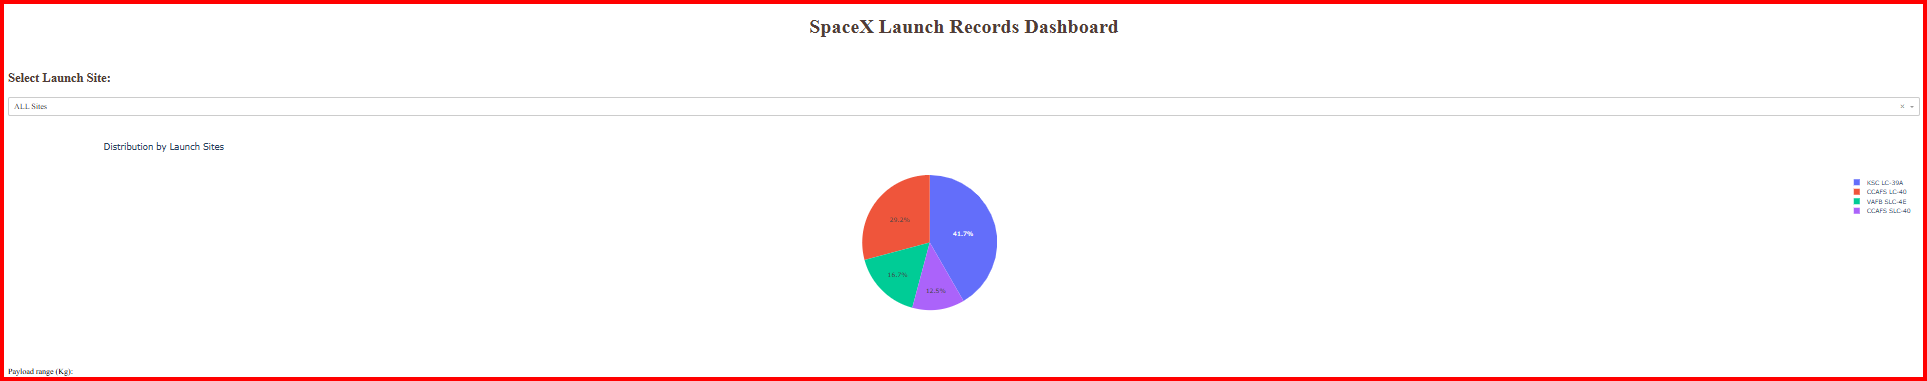 SpaceX Launch Records Dashboard
Select Launch Site:
ALL Sites
Distribution by Launch Sites
KSC LC-39A
CCAFS LC-40
VAFB SLC-4E
CCAFS SLC-40
29.2%
41.7%
16.7%
12.5%
Payload range (Kg):